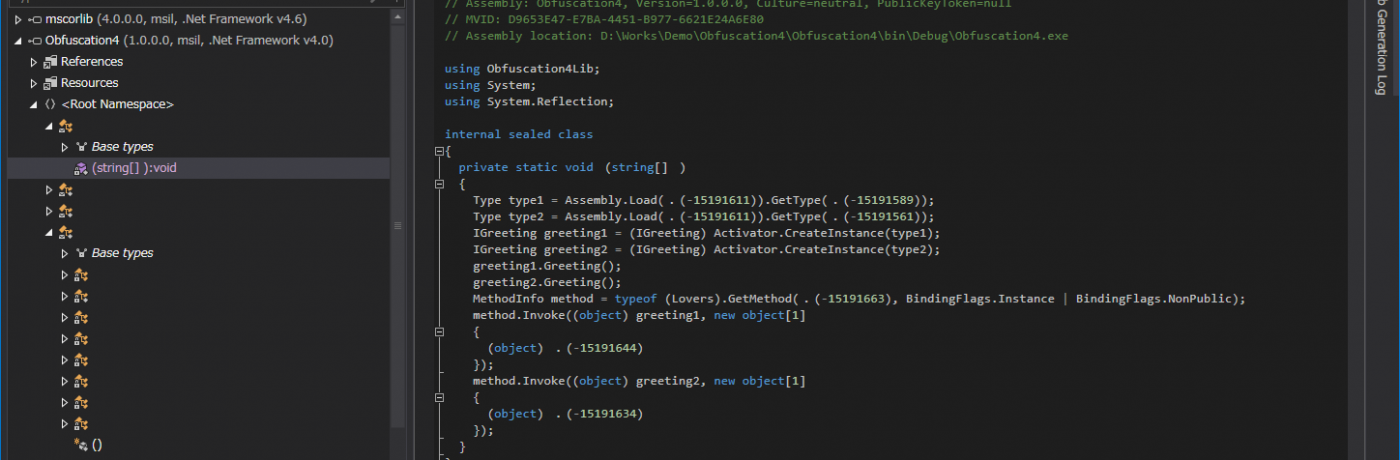 mscorlib (4.0.0.0, msil, .Net Framework v4.6)
Obfuscation4 (1.0.0.0, msil, .Net Framework v4.0)
References
Resources
<Root Namespace>
Base types
(string[] ):void
Base types
()
// Assembly: Obfuscation4, Version=1.0.0.0, Culture=neutral, PublicKeyToken=null
// MVID: D9653E47-E7BA-4451-B977-6621E24A6E80
// Assembly location: D:\Works\Demo\Obfuscation4\Obfuscation4\bin\Debug\Obfuscation4.exe
using Obfuscation4Lib;
using System;
using System.Reflection;
internal sealed class
{
private static void  (string[]  )
{
Type type1 = Assembly.Load( . (-15191611)).GetType( . (-15191589));
Type type2 = Assembly.Load( . (-15191611)).GetType( . (-15191561));
IGreeting greeting1 = (IGreeting) Activator.CreateInstance(type1);
IGreeting greeting2 = (IGreeting) Activator.CreateInstance(type2);
greeting1.Greeting();
greeting2.Greeting();
MethodInfo method = typeof (Lovers).GetMethod( . (-15191663), BindingFlags.Instance | BindingFlags.NonPublic);
method.Invoke((object) greeting1, new object[1]
{
(object)  . (-15191644)
});
method.Invoke((object) greeting2, new object[1]
{
(object)  . (-15191634)
});
}
b Generation Log